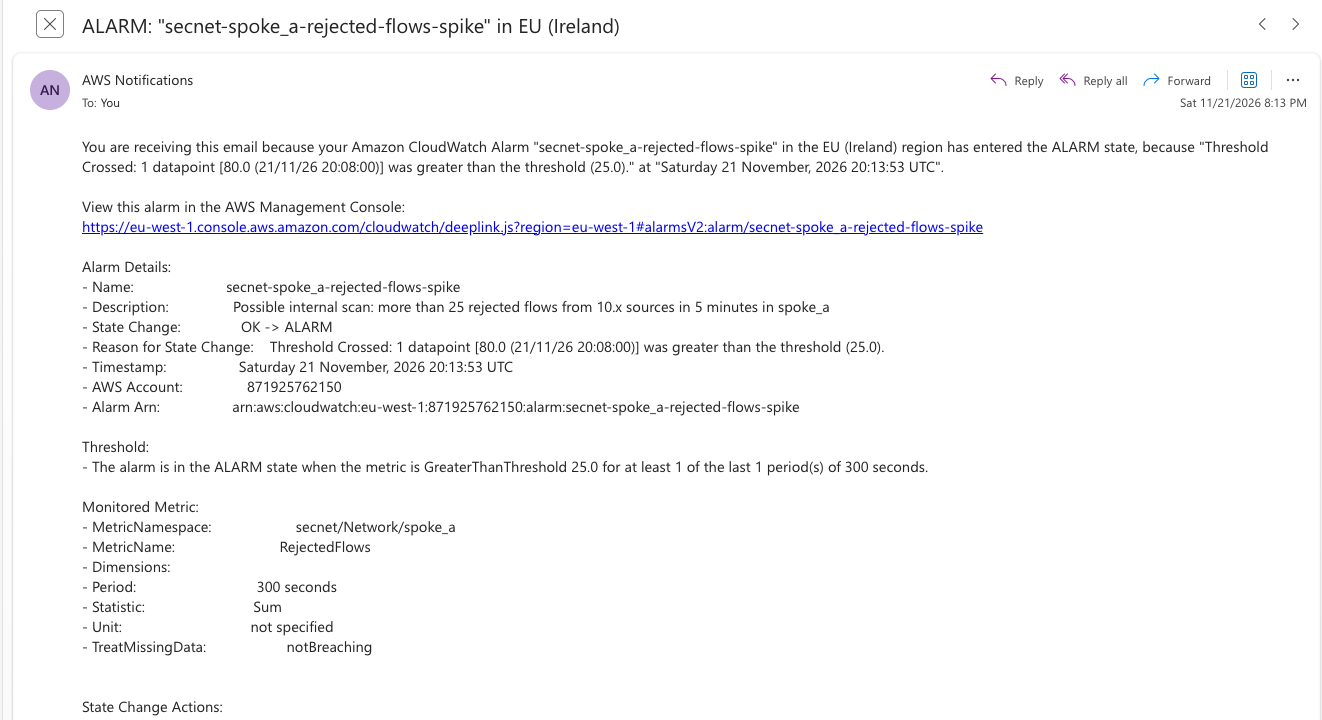 ALARM: "secnet-spoke_a-rejected-flows-spike" in EU (Ireland)
AN
AWS Notifications
To: You
Reply
Reply all
Forward
Sat 11/21/2026 8:13 PM
You are receiving this email because your Amazon CloudWatch Alarm "secnet-spoke_a-rejected-flows-spike" in the EU (Ireland) region has entered the ALARM state, because "Threshold
Crossed: 1 datapoint [80.0 (21/11/26 20:08:00)] was greater than the threshold (25.0)." at "Saturday 21 November, 2026 20:13:53 UTC".
View this alarm in the AWS Management Console:
https://eu-west-1.console.aws.amazon.com/cloudwatch/deeplink.js?region=eu-west-1#alarmsV2:alarm/secnet-spoke_a-rejected-flows-spike
Alarm Details:
- Name: secnet-spoke_a-rejected-flows-spike
- Description: Possible internal scan: more than 25 rejected flows from 10.x sources in 5 minutes in spoke_a
- State Change: OK -> ALARM
- Reason for State Change: Threshold Crossed: 1 datapoint [80.0 (21/11/26 20:08:00)] was greater than the threshold (25.0).
- Timestamp: Saturday 21 November, 2026 20:13:53 UTC
- AWS Account: 871925762150
- Alarm Arn: arn:aws:cloudwatch:eu-west-1:871925762150:alarm:secnet-spoke_a-rejected-flows-spike
Threshold:
- The alarm is in the ALARM state when the metric is GreaterThanThreshold 25.0 for at least 1 of the last 1 period(s) of 300 seconds.
Monitored Metric:
- MetricNamespace: secnet/Network/spoke_a
- MetricName: RejectedFlows
- Dimensions:
- Period: 300 seconds
- Statistic: Sum
- Unit: not specified
- TreatMissingData: notBreaching
State Change Actions: